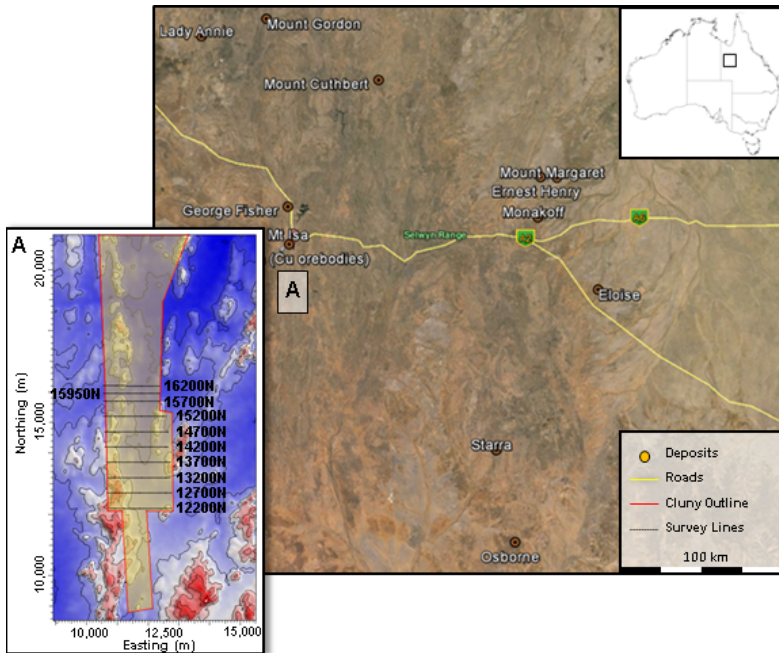 Mount Gordon
Lady Annie
Mount Cuthbert
Mount Margaret
Ernest Henry
George Fisher
Monakoff
Mt Isa
(Cu orebodies)
Selwyn Range
A
Eloise
Starra
Osborne
Deposits
Roads
Cluny Outline
Survey Lines
100 km
A
20,000
15,000
10,000
Northing (m)
16200N
15950N
15700N
15200N
14700N
14200N
13700N
13200N
12700N
12200N
10,000 12,500 15,500
Easting (m)